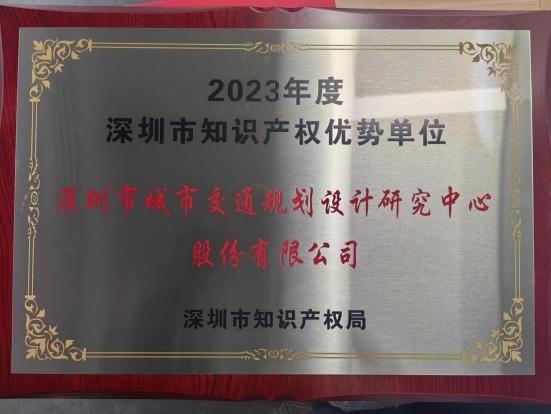 2023年度
深圳市知识产权优势单位
深圳市城市交通规划设计研究中心
股份有限公司
深圳市知识产权局